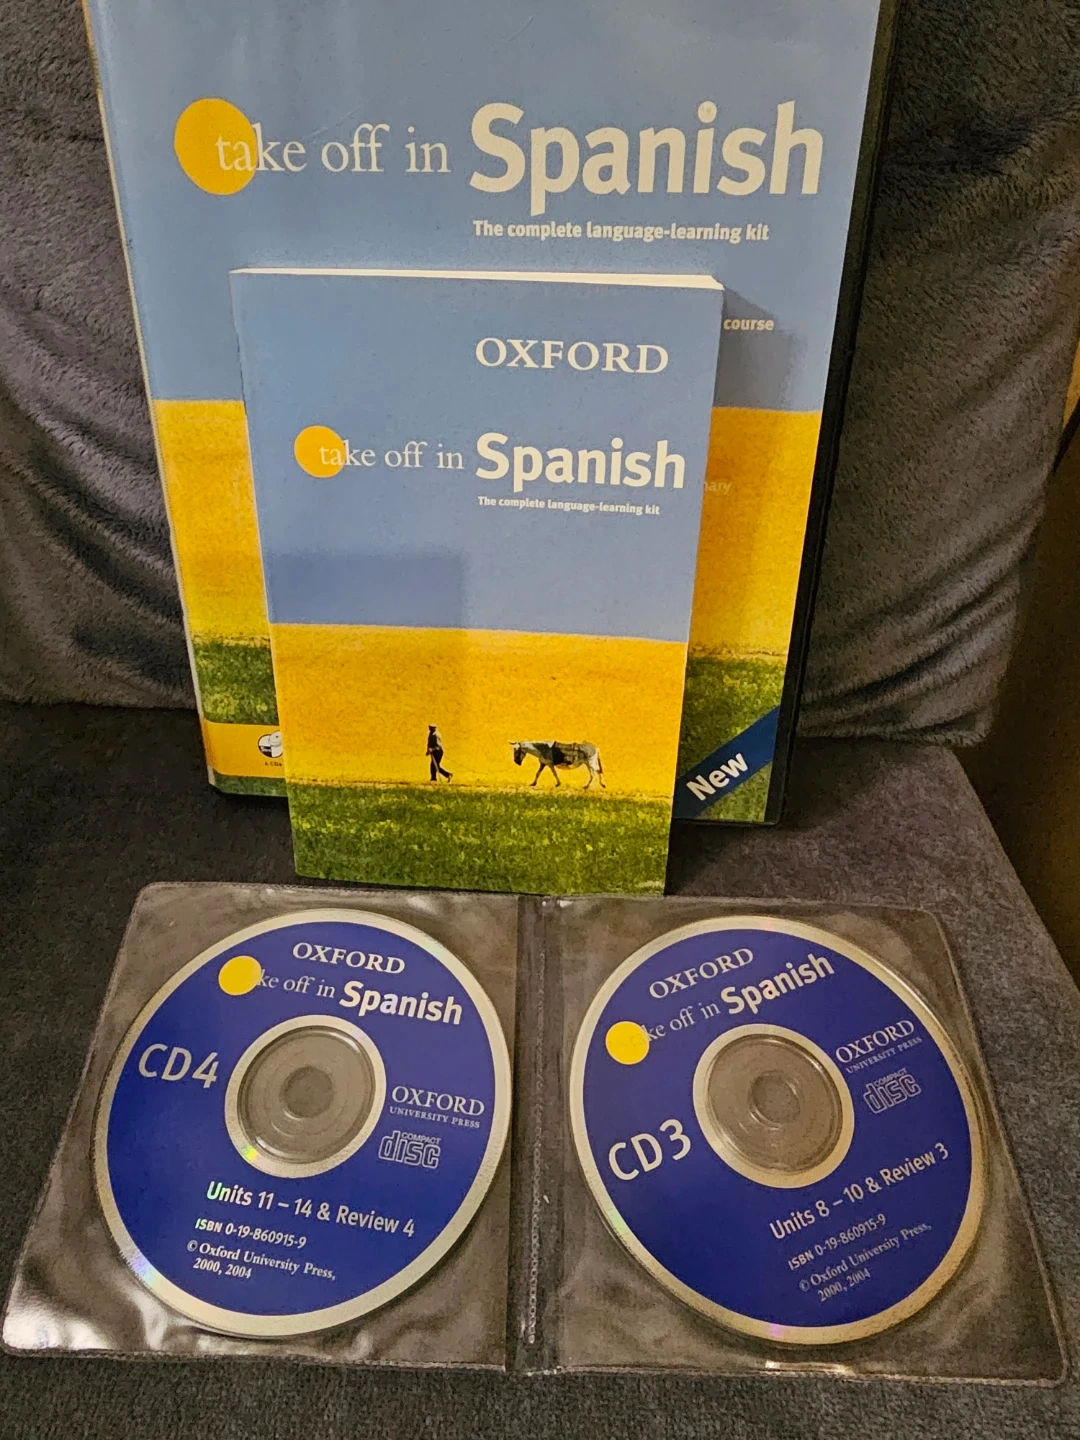 take off in Spanish
The complete language-learning kit
course
OXFORD
take off in Spanish
The complete language-learning kit
New
OXFORD
ke off in Spanish
CD4
OXFORD
UNIVERSITY PRESS
COMPACT
disc
Units 11 – 14 & Review 4
ISBN 0-19-860915-9
© Oxford University Press,
2000, 2004
OXFORD
ke off in Spanish
OXFORD
UNIVERSITY PRESS
COMPACT
disc
CD3
Units 8 – 10 & Review 3
ISBN 0-19-860915-9
© Oxford University Press,
2000, 2004